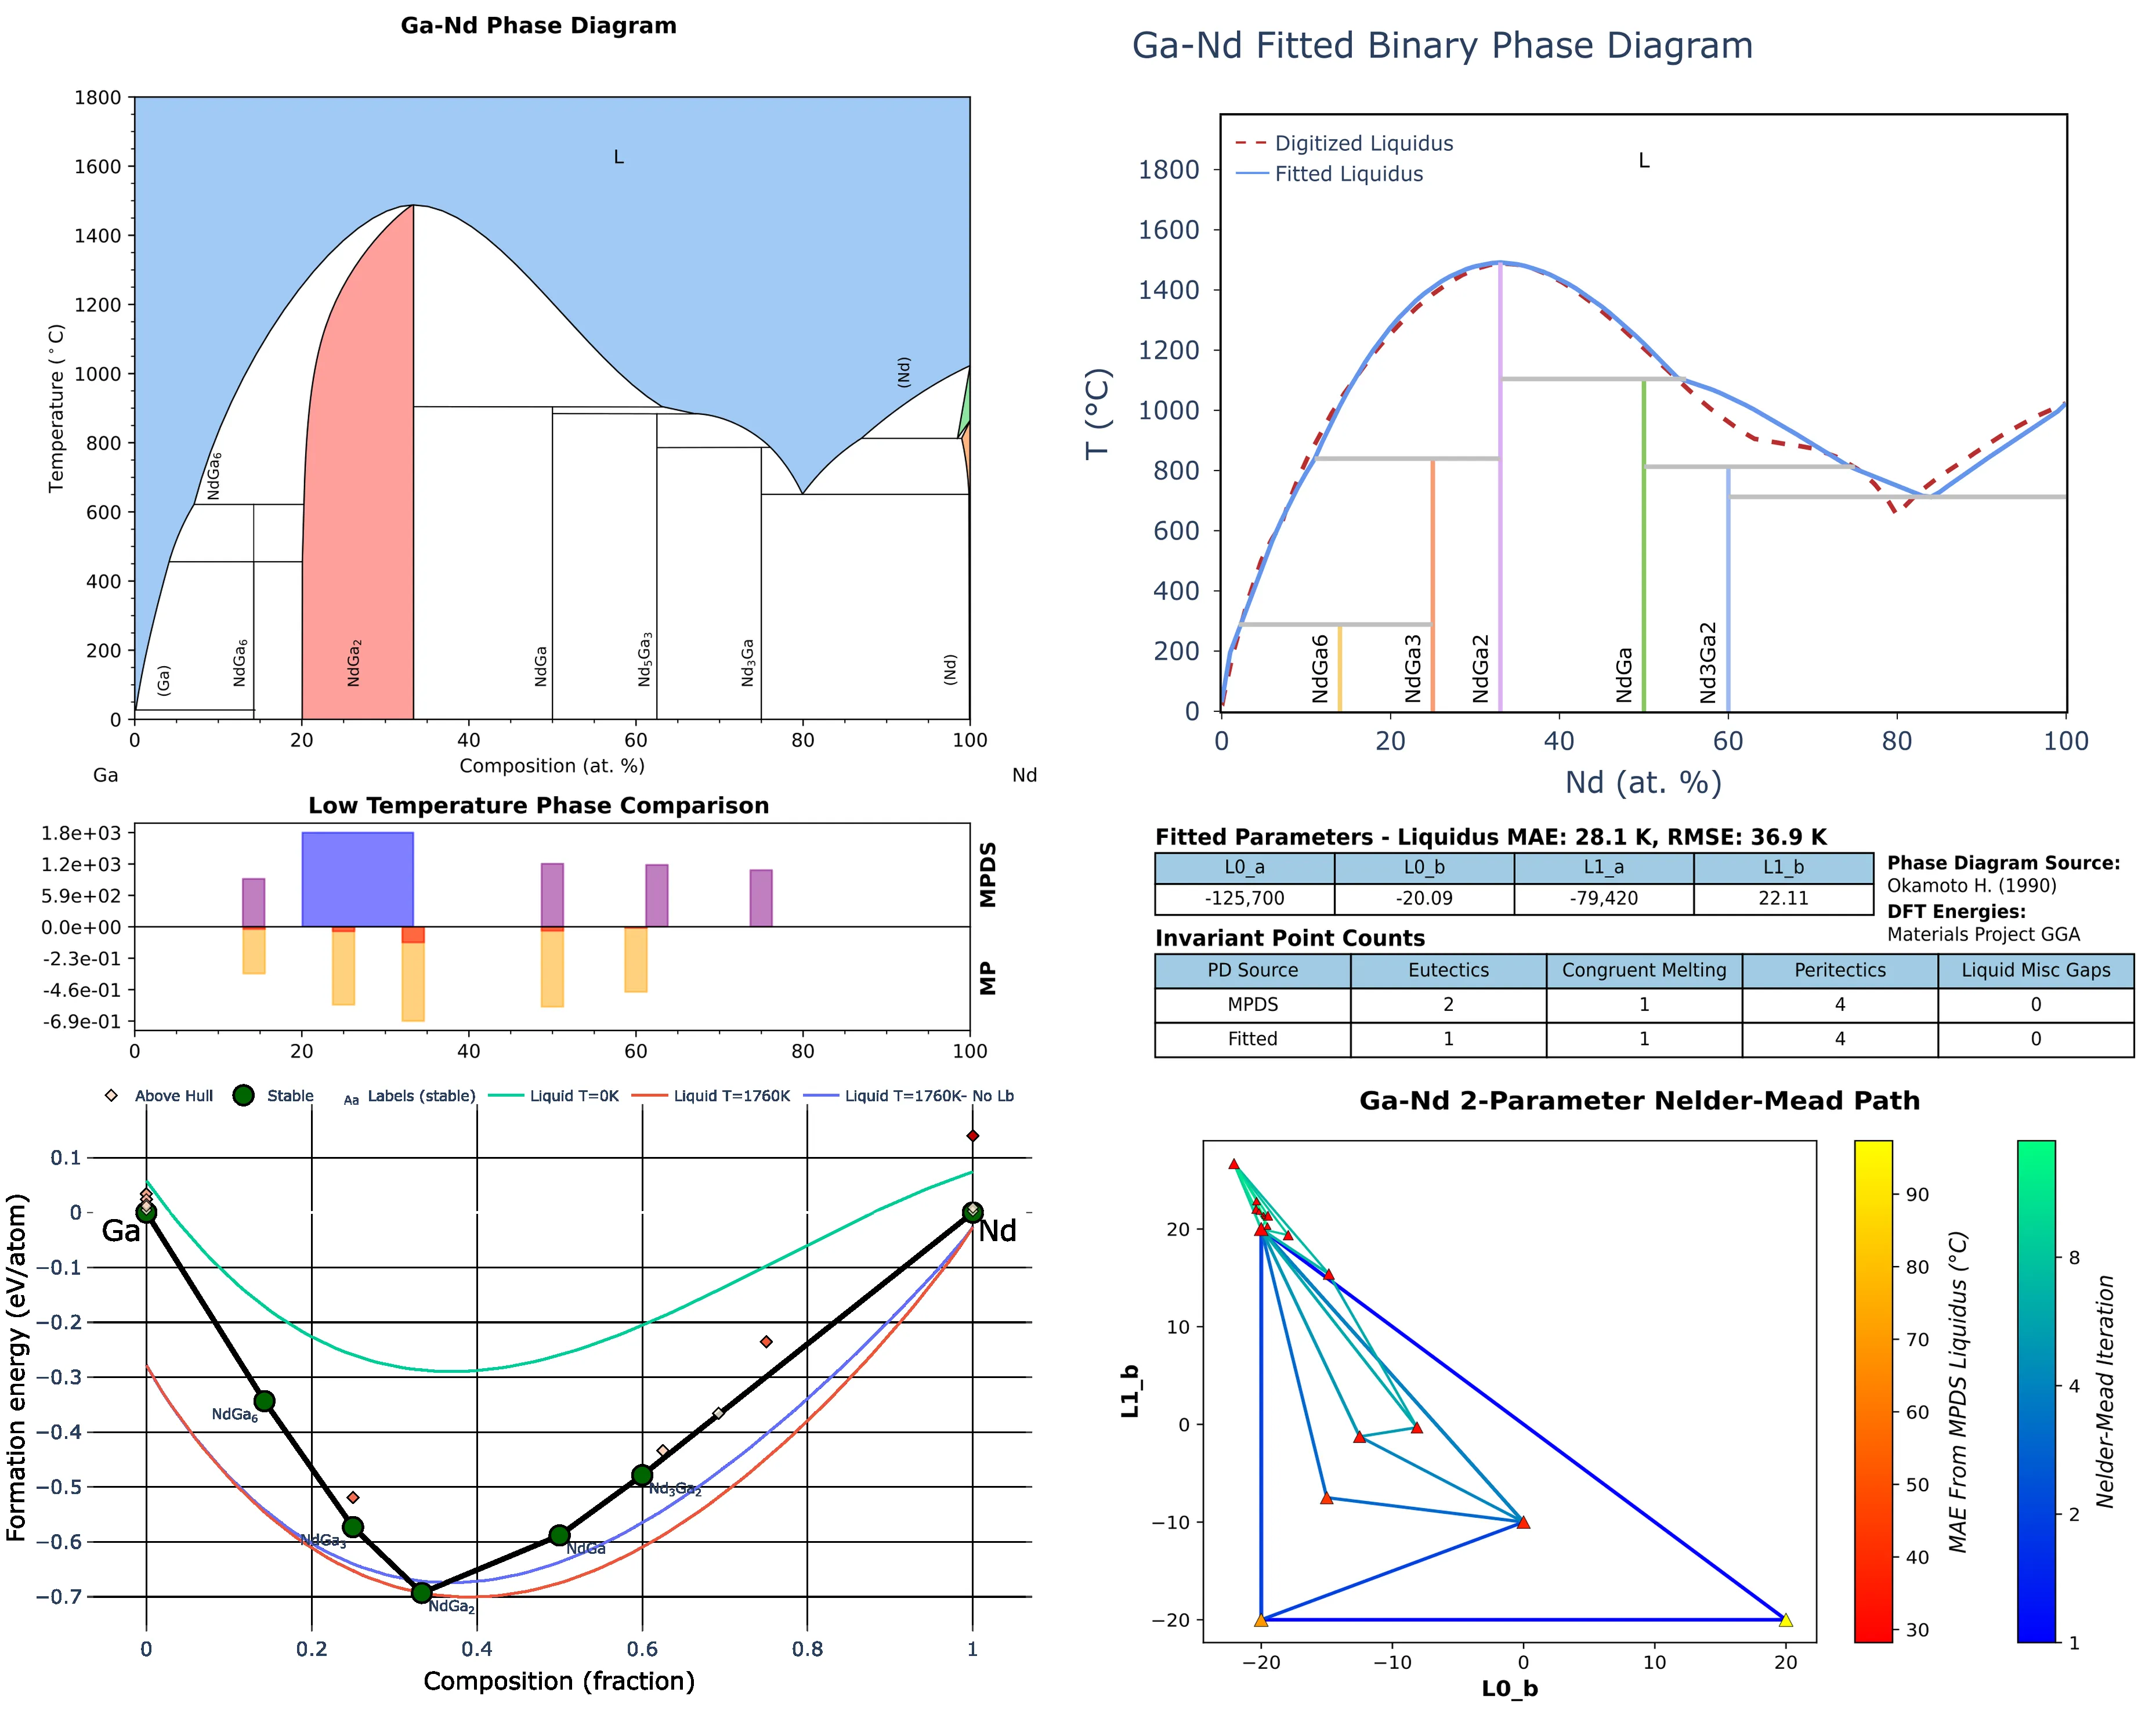 Ga-Nd Phase Diagram
1800
1600
1400
1200
1000
800
600
400
200
0
Temperature (°C)
L
(Nd)
NdGa6
(Ga)
NdGa6
NdGa2
NdGa
Nd5Ga3
Nd3Ga
(Nd)
0 20 40 60 80 100
Composition (at. %)
Ga Nd
Ga-Nd Fitted Binary Phase Diagram
Digitized Liquidus
Fitted Liquidus
L
1800
1600
1400
1200
1000
800
600
400
200
0
T (°C)
NdGa6
NdGa3
NdGa2
NdGa
Nd3Ga2
0 20 40 60 80 100
Nd (at. %)
Low Temperature Phase Comparison
1.8e+03
1.2e+03
5.9e+02
0.0e+00
-2.3e-01
-4.6e-01
-6.9e-01
MPDS
MP
0 20 40 60 80 100
Fitted Parameters - Liquidus MAE: 28.1 K, RMSE: 36.9 K
L0_a L0_b L1_a L1_b
-125,700 -20.09 -79,420 22.11
Phase Diagram Source:
Okamoto H. (1990)
DFT Energies:
Materials Project GGA
Invariant Point Counts
PD Source Eutectics Congruent Melting Peritectics Liquid Misc Gaps
MPDS 2 1 4 0
Fitted 1 1 4 0
Above Hull Stable Aa Labels (stable) Liquid T=0K Liquid T=1760K Liquid T=1760K- No Lb
0.1
0
−0.1
−0.2
−0.3
−0.4
−0.5
−0.6
−0.7
Formation energy (eV/atom)
Ga
Nd
NdGa6
NdGa3
NdGa2
NdGa
Nd3Ga2
0 0.2 0.4 0.6 0.8 1
Composition (fraction)
Ga-Nd 2-Parameter Nelder-Mead Path
20
10
0
−10
−20
L1_b
−20 −10 0 10 20
L0_b
90
80
70
60
50
40
30
MAE From MPDS Liquidus (°C)
8
4
2
1
Nelder-Mead Iteration